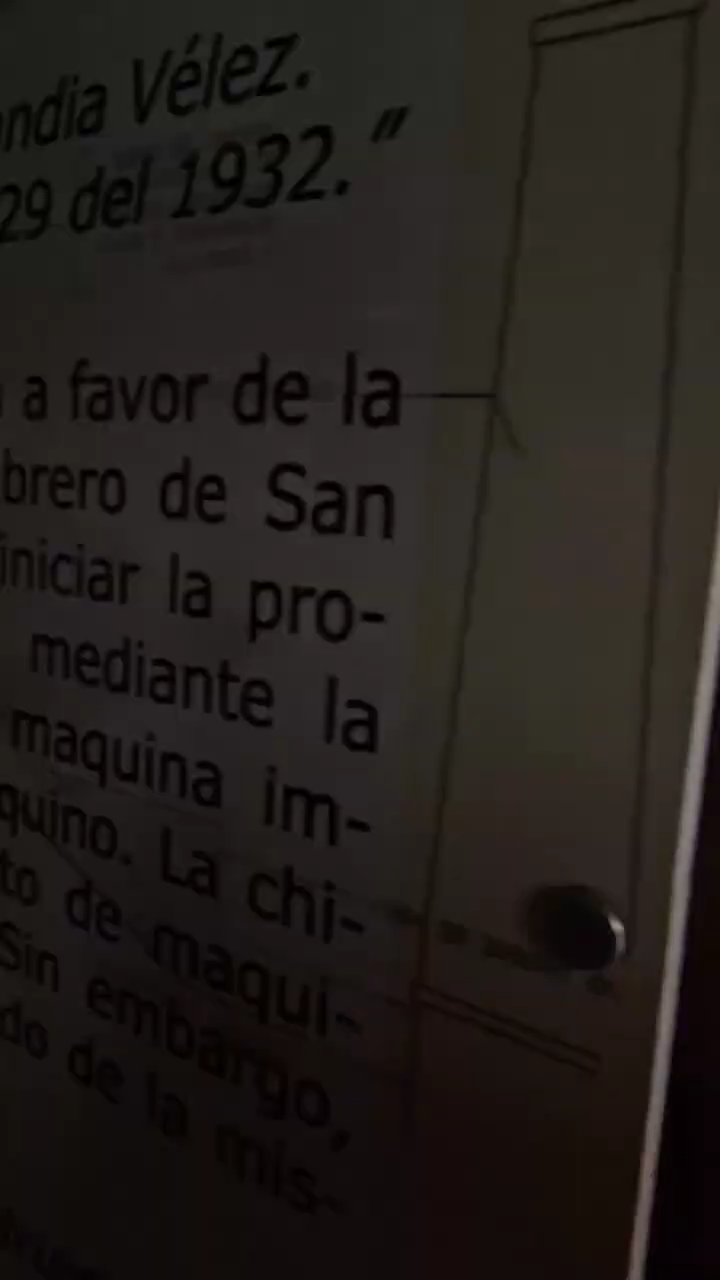 ndia Vélez.
29 del 1932.”
a favor de la
brero de San
iniciar la pro-
mediante la
maquina im-
quino. La chi-
to de maqui-
Sin embargo,
do de la mis-